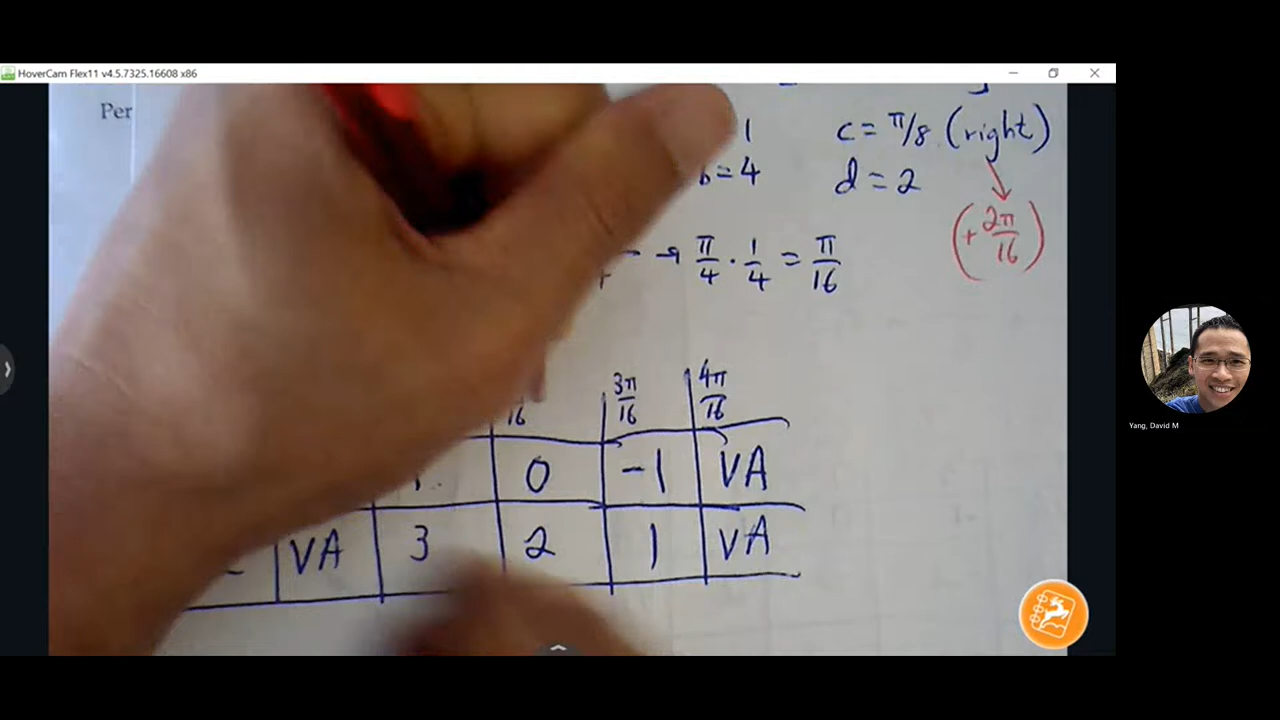 HoverCam Flex11 v4.5.7325.16608 x86
Per
1 c = π/8 (right)
b = 4 d = 2
(+ 2π/16)
→ π/4 · 1/4 = π/16
16 3π/16 4π/16
0 -1 VA
VA 3 2 1 VA
Yang, David M